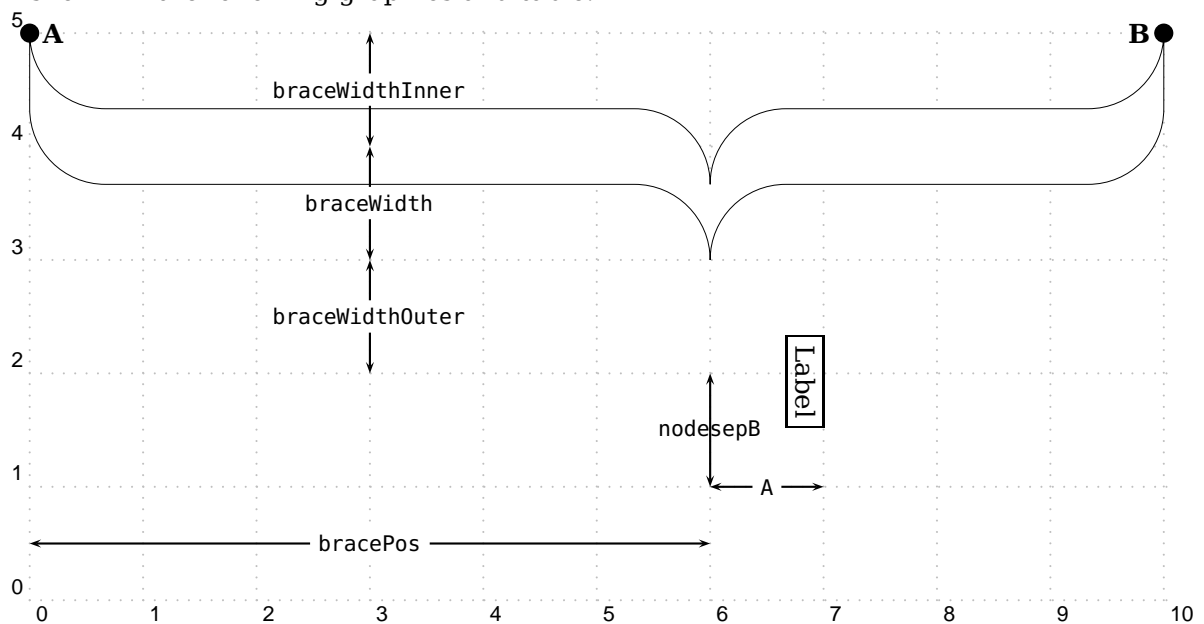 5
A
B
braceWidthInner
4
braceWidth
3
braceWidthOuter
2
Label
nodesepB
1
A
bracePos
0
0 1 2 3 4 5 6 7 8 9 10